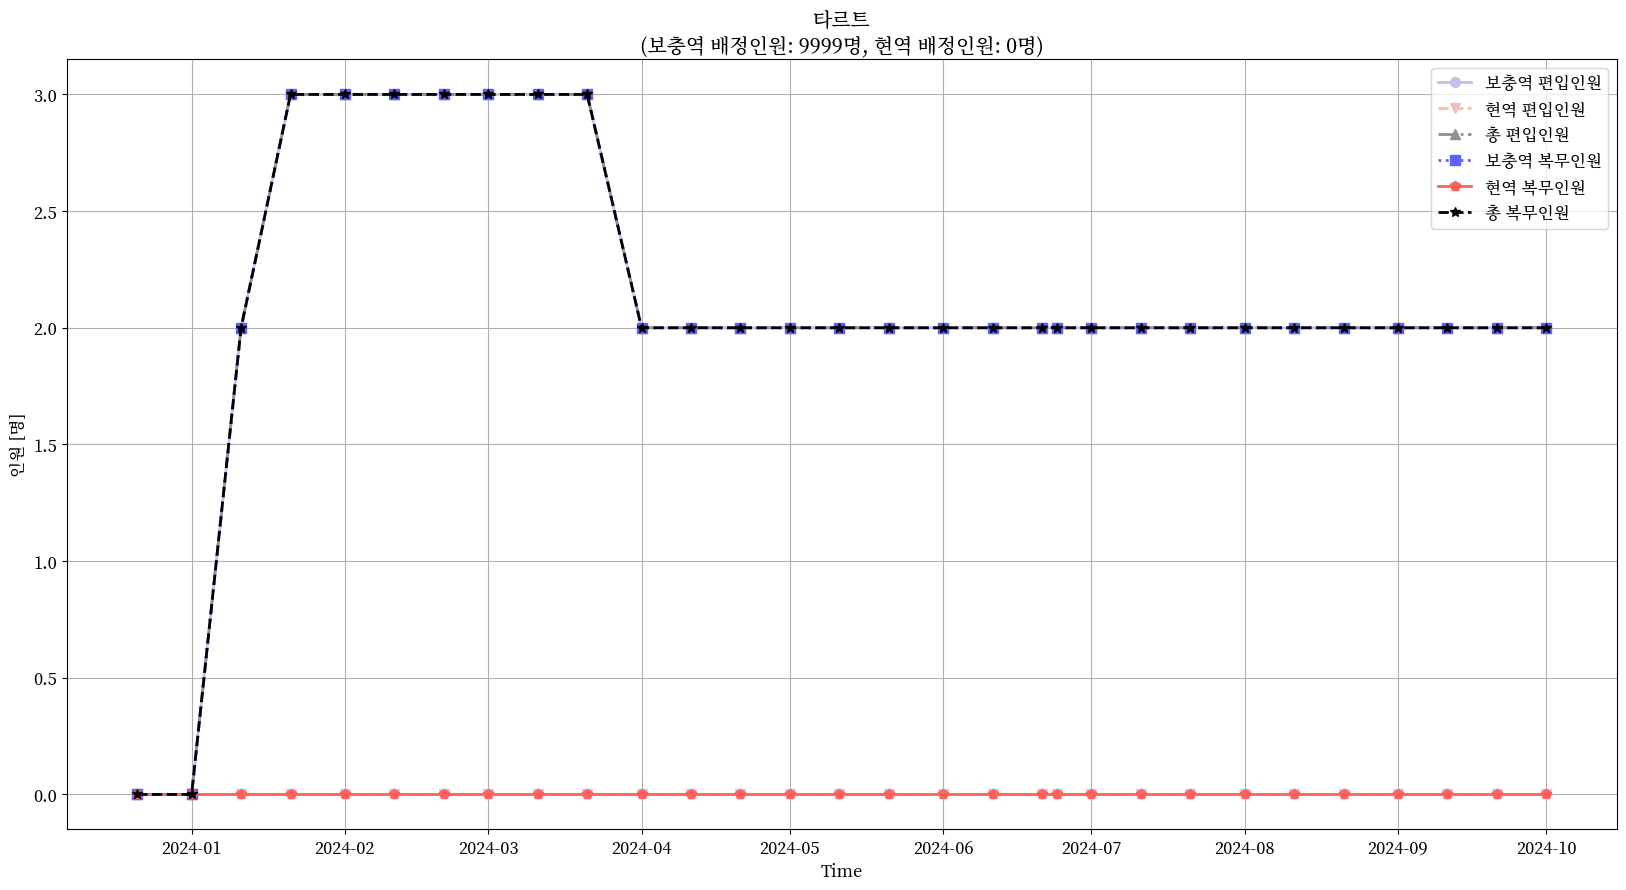 타르트
(보충역 배정인원: 9999명, 현역 배정인원: 0명)
보충역 편입인원
현역 편입인원
총 편입인원
보충역 복무인원
현역 복무인원
총 복무인원
3.0
2.5
2.0
1.5
1.0
0.5
0.0
인원 [명]
2024-01 2024-02 2024-03 2024-04 2024-05 2024-06 2024-07 2024-08 2024-09 2024-10
Time